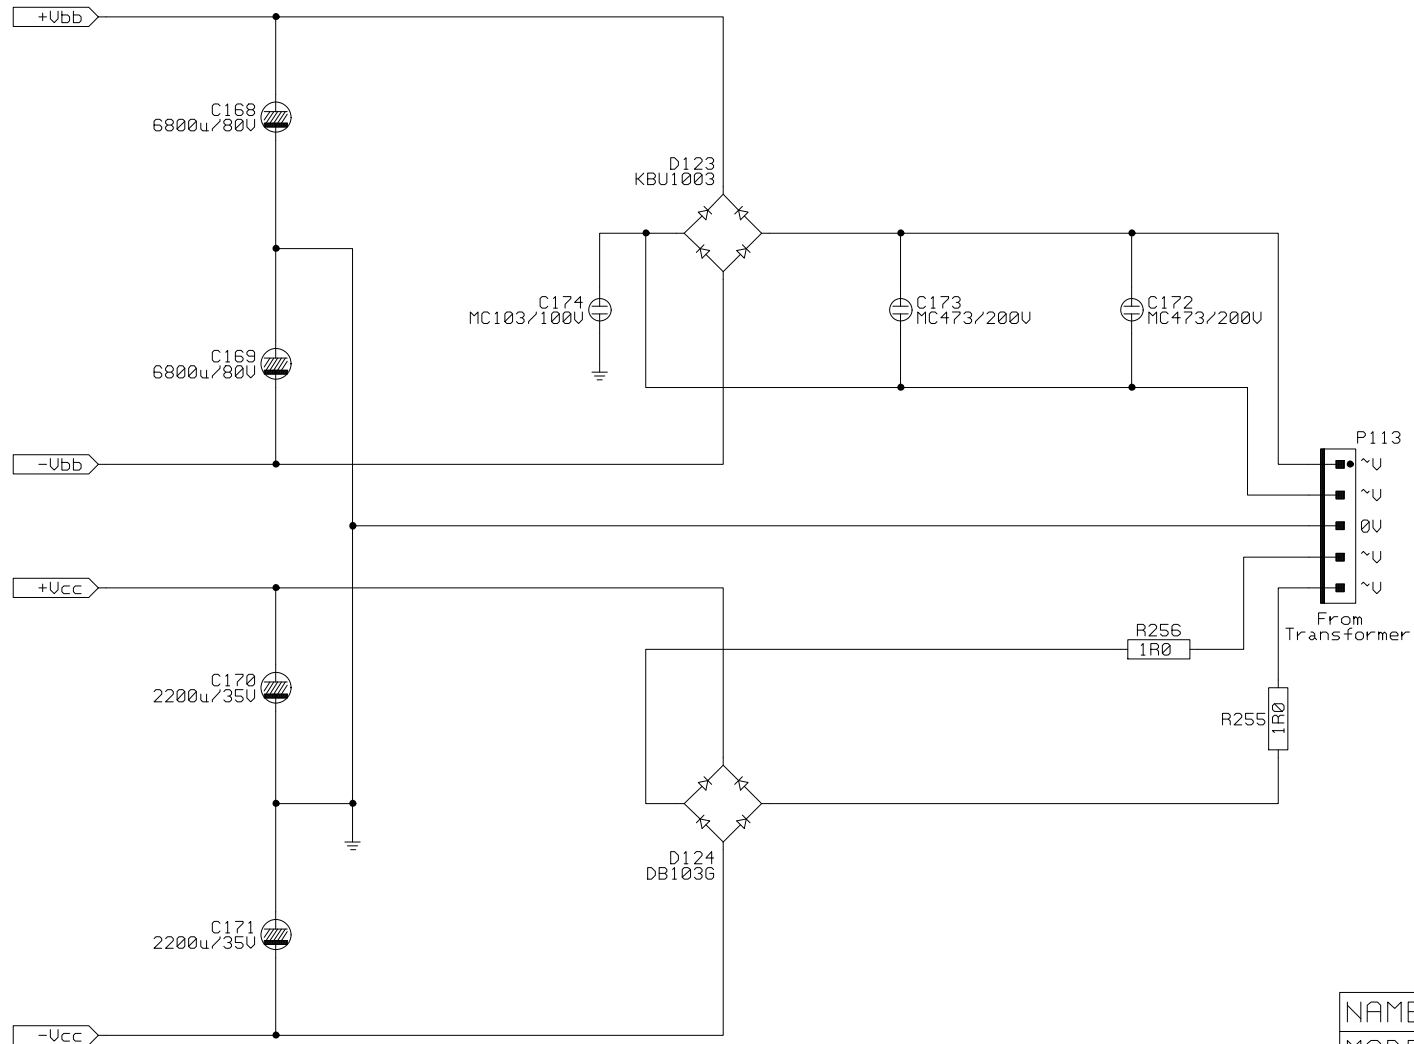 +Vbb
C168
6800u/80V
D123
KBU1003
C174
MC103/100V
C173
MC473/200V
C172
MC473/200V
C169
6800u/80V
-Vbb
P113
~V
~V
0V
~V
~V
From
Transformer
+Vcc
R256
1R0
R255
1R0
C170
2200u/35V
D124
DB103G
C171
2200u/35V
-Vcc
NAME